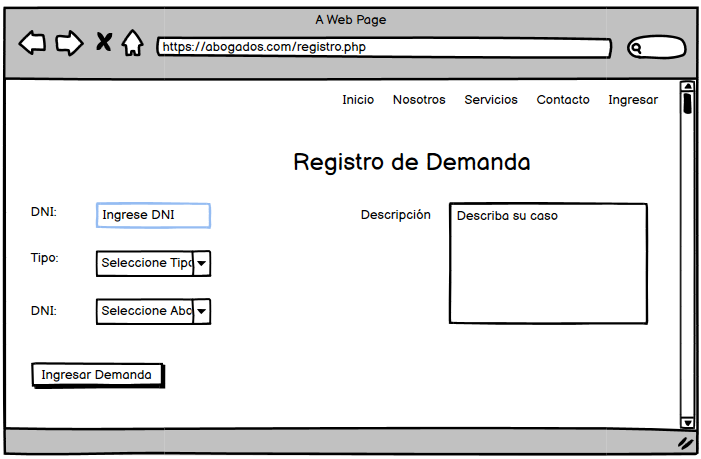 A Web Page
https://abogados.com/registro.php
Inicio Nosotros Servicios Contacto Ingresar
Registro de Demanda
DNI: Ingrese DNI
Descripción Describa su caso
Tipo: Seleccione Tipo
DNI: Seleccione Abo
Ingresar Demanda